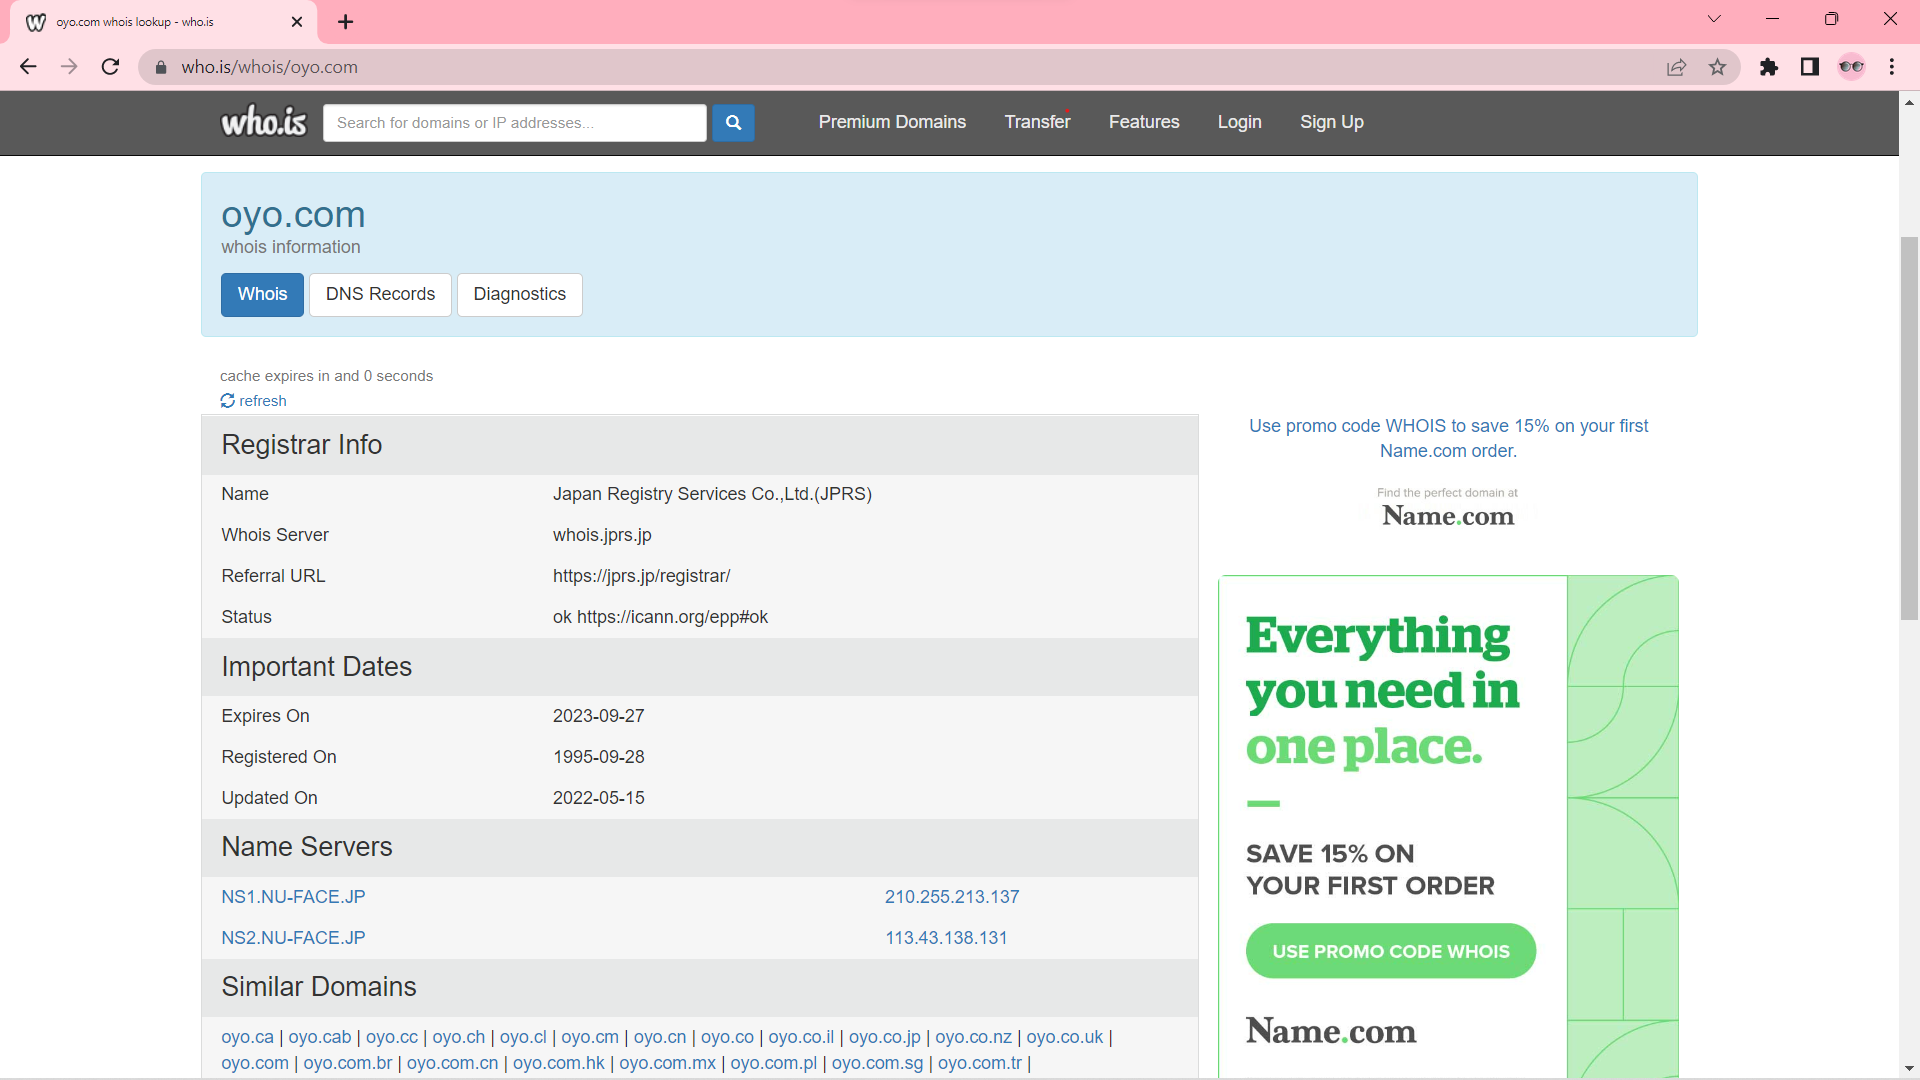 oyo.com whois lookup - who.is
who.is/whois/oyo.com
who.is
Search for domains or IP addresses...
Premium Domains
Transfer
Features
Login
Sign Up
oyo.com
whois information
Whois
DNS Records
Diagnostics
cache expires in and 0 seconds
refresh
Registrar Info
Name Japan Registry Services Co.,Ltd.(JPRS)
Whois Server whois.jprs.jp
Referral URL https://jprs.jp/registrar/
Status ok https://icann.org/epp#ok
Important Dates
Expires On 2023-09-27
Registered On 1995-09-28
Updated On 2022-05-15
Name Servers
NS1.NU-FACE.JP 210.255.213.137
NS2.NU-FACE.JP 113.43.138.131
Similar Domains
oyo.ca | oyo.cab | oyo.cc | oyo.ch | oyo.cl | oyo.cm | oyo.cn | oyo.co | oyo.co.il | oyo.co.jp | oyo.co.nz | oyo.co.uk |
oyo.com | oyo.com.br | oyo.com.cn | oyo.com.hk | oyo.com.mx | oyo.com.pl | oyo.com.sg | oyo.com.tr |
Use promo code WHOIS to save 15% on your first
Name.com order.
Find the perfect domain at
Name.com
Everything
you need in
one place.
SAVE 15% ON
YOUR FIRST ORDER
USE PROMO CODE WHOIS
Name.com